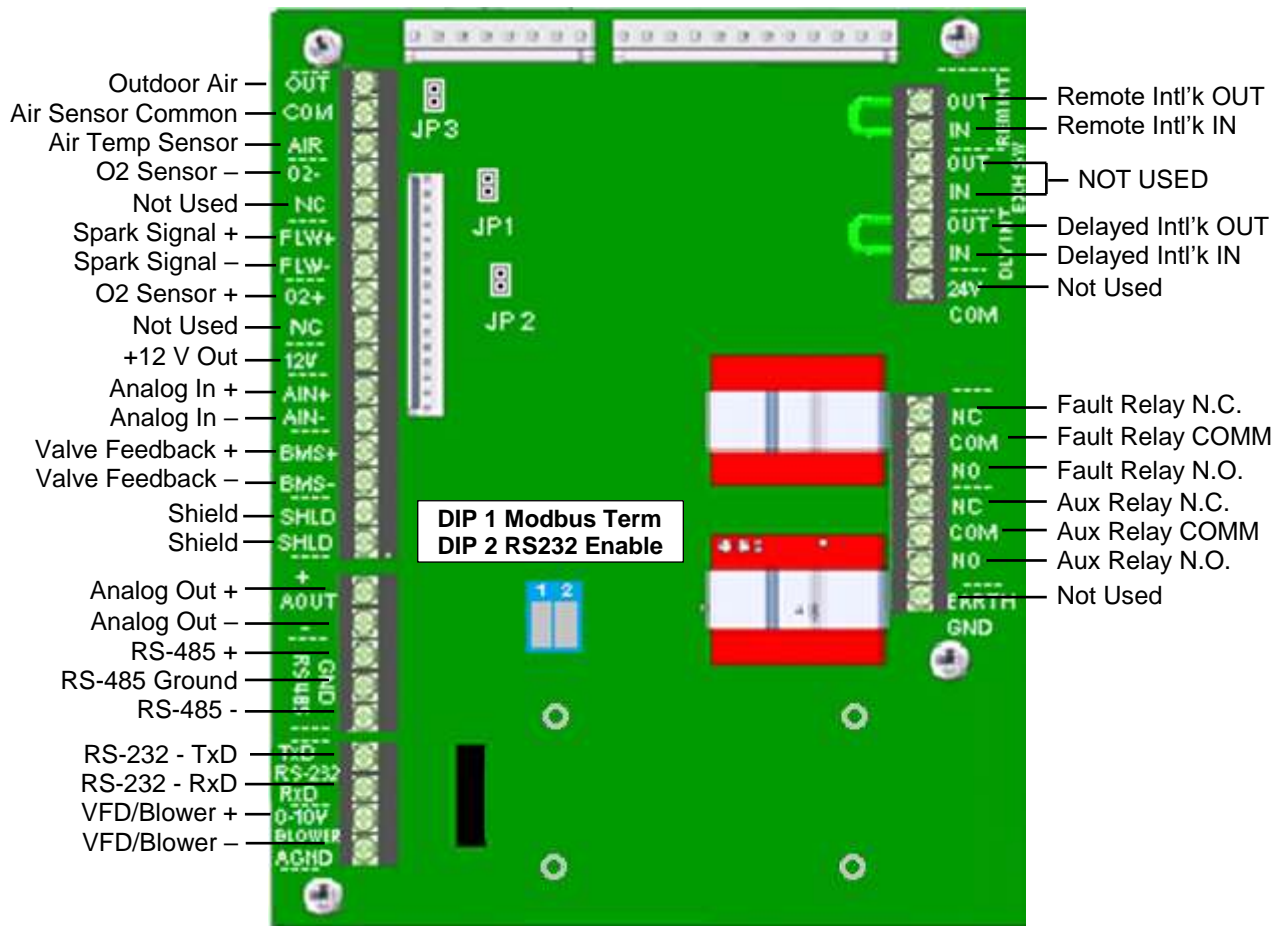 Outdoor Air
Air Sensor Common
Air Temp Sensor
O2 Sensor –
Not Used
Spark Signal +
Spark Signal –
O2 Sensor +
Not Used
+12 V Out
Analog In +
Analog In –
Valve Feedback +
Valve Feedback –
Shield
Shield
Analog Out +
Analog Out –
RS-485 +
RS-485 Ground
RS-485 -
RS-232 - TxD
RS-232 - RxD
VFD/Blower +
VFD/Blower –
OUT
COM
AIR
O2-
NC
FLW+
FLW-
O2+
NC
12V
AIN+
AIN-
BMS+
BMS-
SHLD
SHLD
+
AOUT
-
GND
RS485
TxD
RS-232
RxD
0-10V
BLOWER
AGND
JP3
JP1
JP 2
DIP 1 Modbus Term
DIP 2 RS232 Enable
1 2
OUT
IN
OUT
IN
OUT
IN
24V
COM
REM INT
EXH SW
DLY INT
NC
COM
NO
NC
COM
NO
EARTH
GND
Remote Intl’k OUT
Remote Intl’k IN
NOT USED
Delayed Intl’k OUT
Delayed Intl’k IN
Not Used
Fault Relay N.C.
Fault Relay COMM
Fault Relay N.O.
Aux Relay N.C.
Aux Relay COMM
Aux Relay N.O.
Not Used